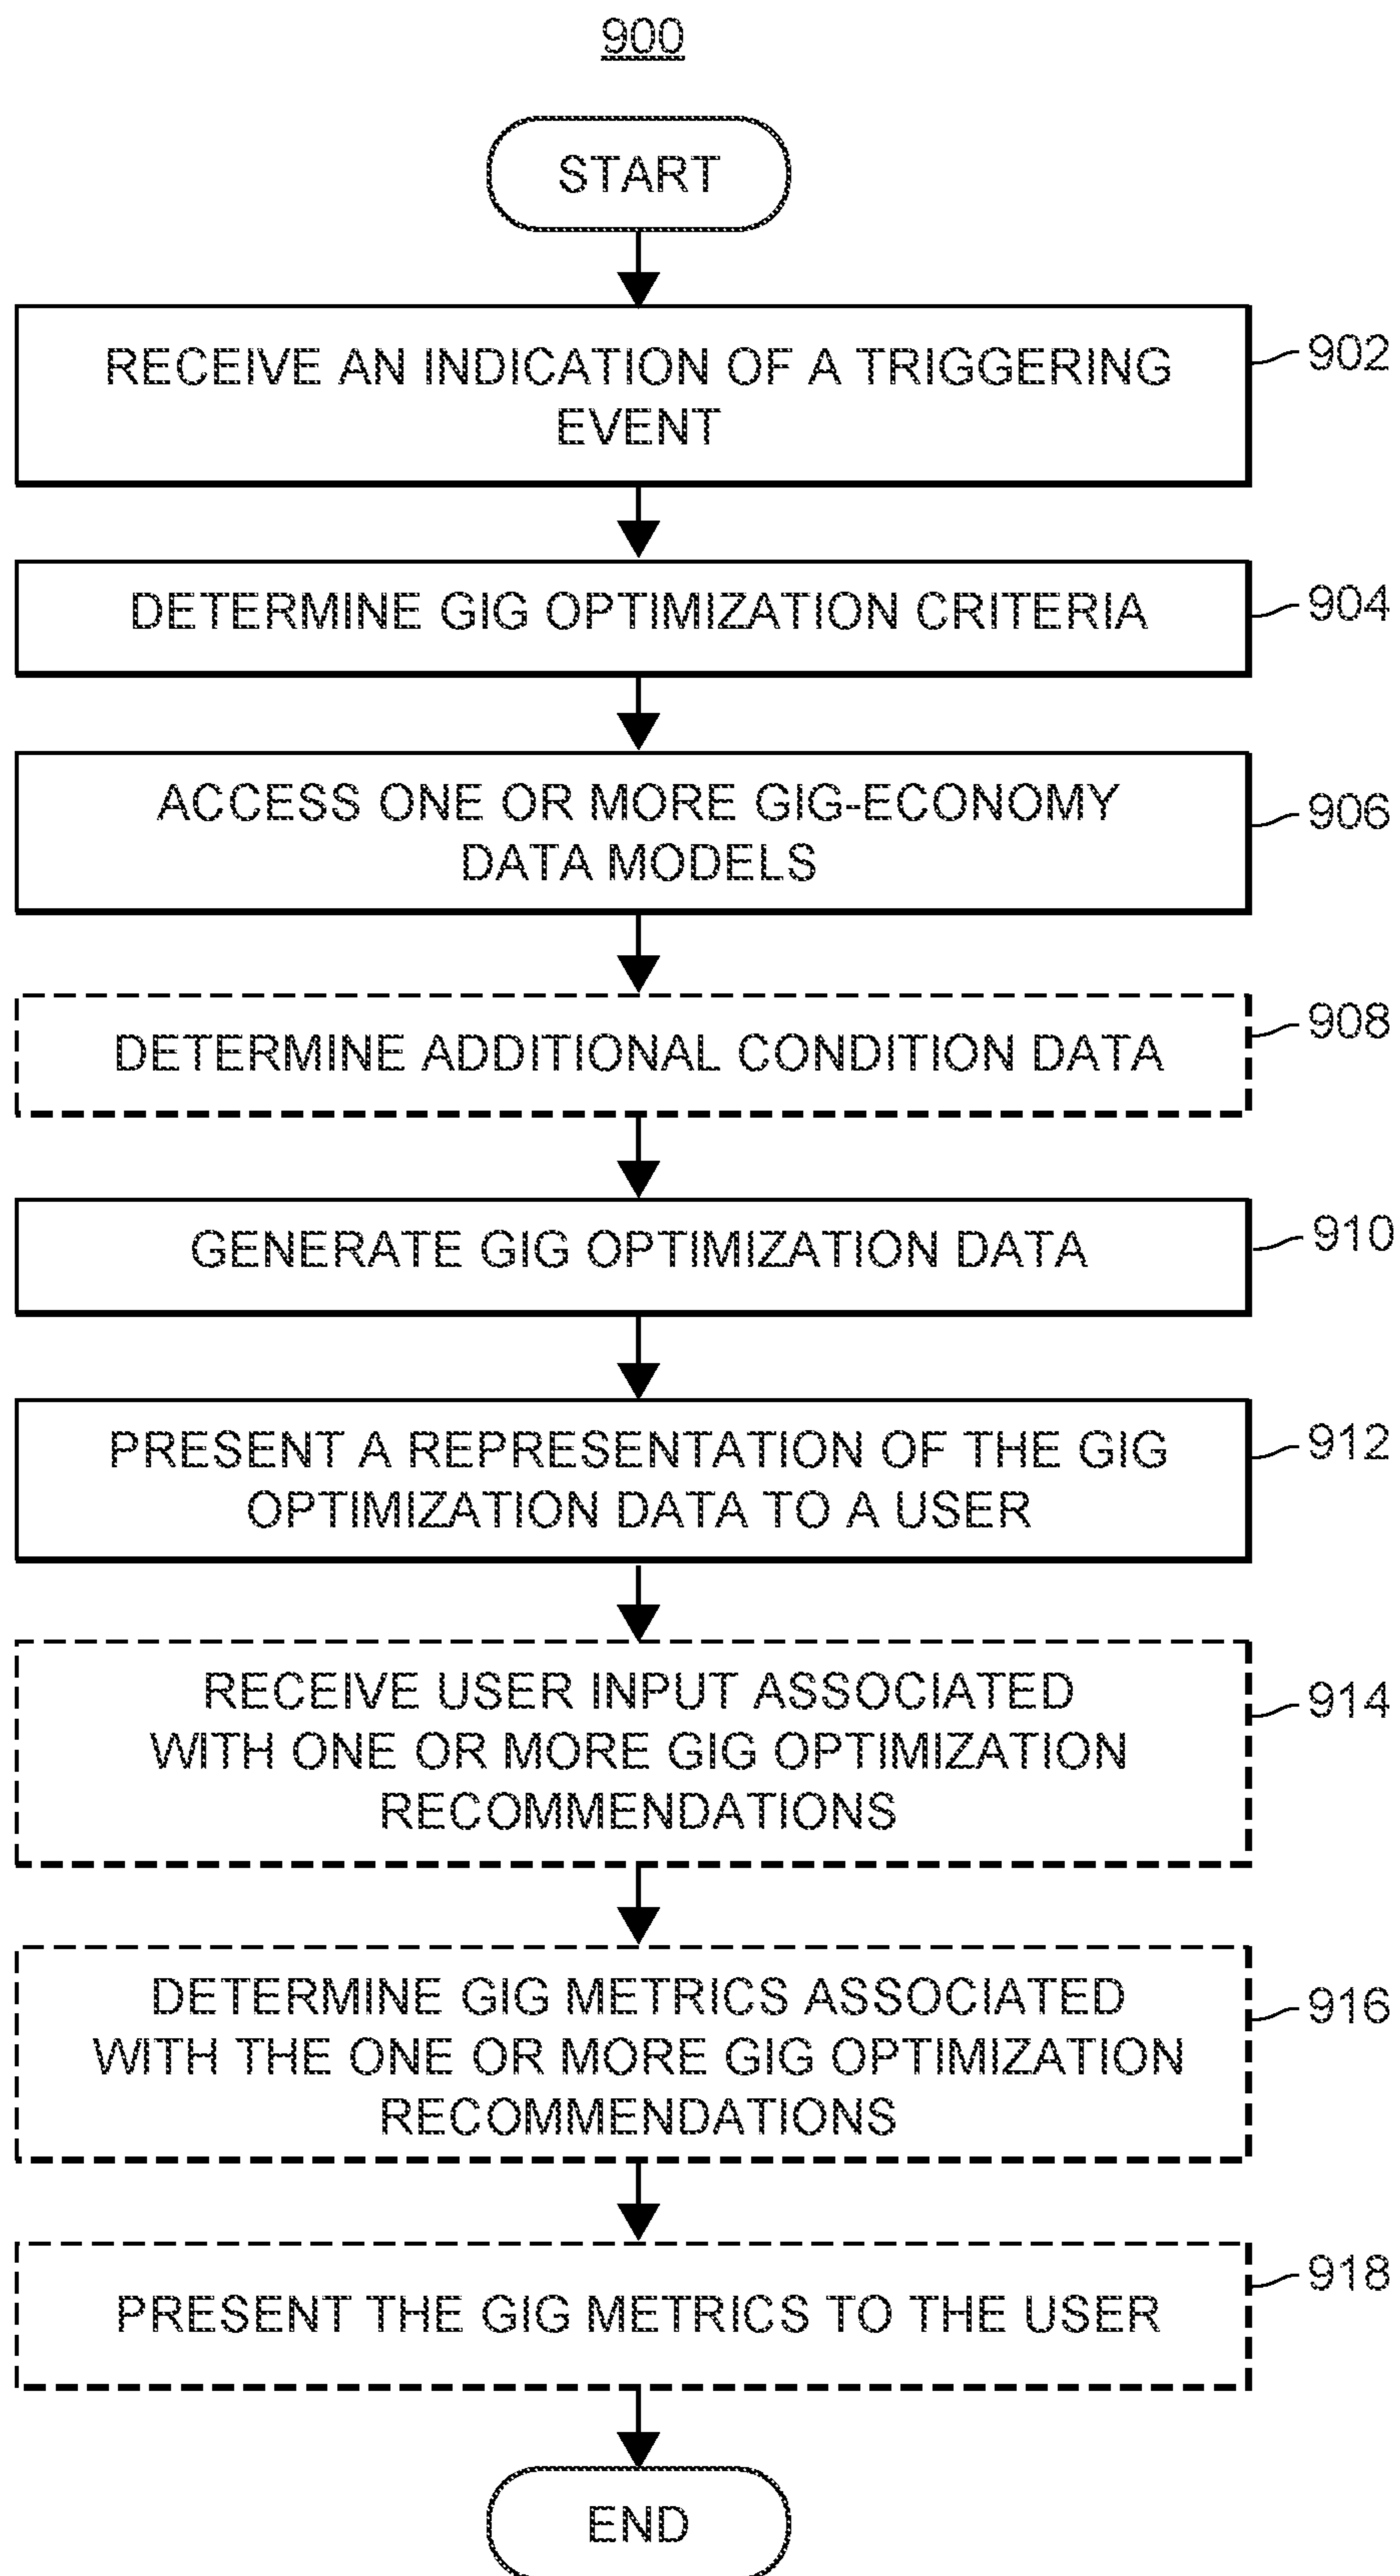 900
START
RECEIVE AN INDICATION OF A TRIGGERING
EVENT
902
DETERMINE GIG OPTIMIZATION CRITERIA
904
ACCESS ONE OR MORE GIG-ECONOMY
DATA MODELS
906
DETERMINE ADDITIONAL CONDITION DATA
908
GENERATE GIG OPTIMIZATION DATA
910
PRESENT A REPRESENTATION OF THE GIG
OPTIMIZATION DATA TO A USER
912
RECEIVE USER INPUT ASSOCIATED
WITH ONE OR MORE GIG OPTIMIZATION
RECOMMENDATIONS
914
DETERMINE GIG METRICS ASSOCIATED
WITH THE ONE OR MORE GIG OPTIMIZATION
RECOMMENDATIONS
916
PRESENT THE GIG METRICS TO THE USER
918
END